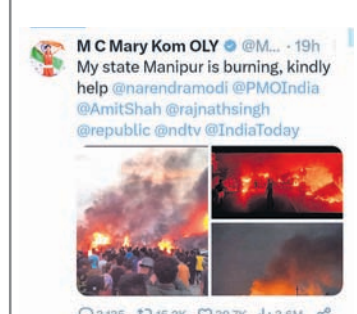 M C Mary Kom OLY @M... · 19h
My state Manipur is burning, kindly
help @narendramodi @PMOIndia
@AmitShah @rajnathsingh
@republic @ndtv @IndiaToday